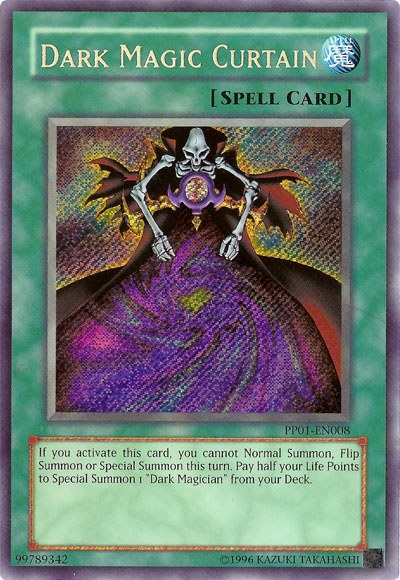 DARK MAGIC CURTAIN 魔
[SPELL CARD]
PP01-EN008
If you activate this card, you cannot Normal Summon, Flip
Summon or Special Summon this turn. Pay half your Life Points
to Special Summon 1 "Dark Magician" from your Deck.
99789342 ©1996 KAZUKI TAKAHASHI